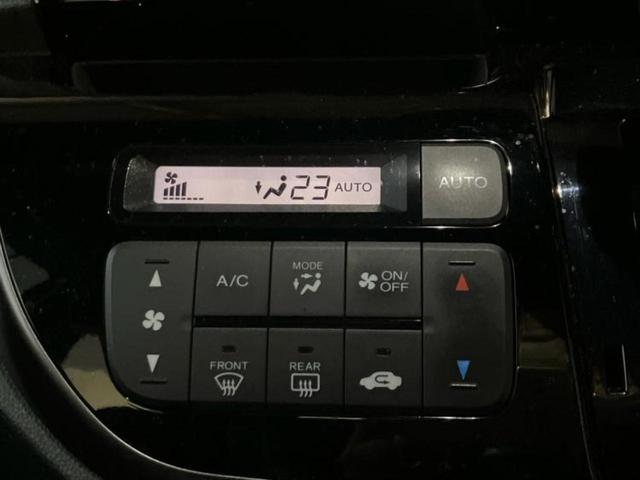 23 AUTO
AUTO
A/C
MODE
ON/
OFF
FRONT
REAR